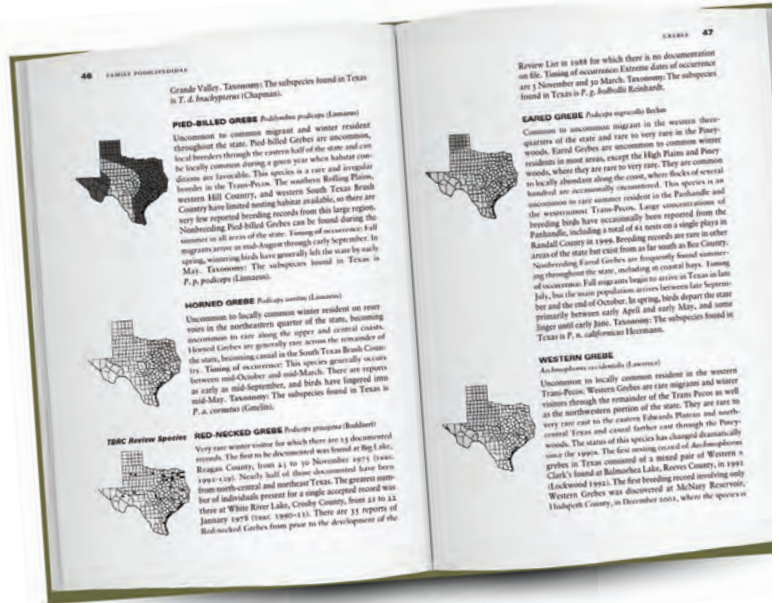 46 FAMILY PODICIPEDIDAE
Grande Valley. Taxonomy: The subspecies found in Texas
is T. d. brachypterus (Chapman).
PIED-BILLED GREBE Podilymbus podiceps (Linnaeus)
Uncommon to common migrant and winter resident
throughout the state. Pied-billed Grebes are uncommon,
local breeders through the eastern half of the state and can
be locally common during a given year when habitat con-
ditions are favorable. This species is a rare and irregular
breeder in the Trans-Pecos. The southern Rolling Plains,
western Hill Country, and western South Texas Brush
Country have limited nesting habitat available, so there are
very few reported breeding records from this large region.
Nonbreeding Pied-billed Grebes can be found during the
summer in all areas of the state. Timing of occurrence: Fall
migrants arrive in mid-August through early September. In
spring, wintering birds have generally left the state by early
May. Taxonomy: The subspecies found in Texas is
P. p. podiceps (Linnaeus).
HORNED GREBE Podiceps auritus (Linnaeus)
Uncommon to locally common winter resident on reser-
voirs in the northeastern quarter of the state, becoming
uncommon to rare along the upper and central coasts.
Horned Grebes are generally rare across the remainder of
the state, becoming casual in the South Texas Brush Coun-
try. Timing of occurrence: This species generally occurs
between mid-October and mid-March. There are reports
as early as mid-September, and birds have lingered into
mid-May. Taxonomy: The subspecies found in Texas is
P. a. cornutus (Gmelin).
TBRC Review Species RED-NECKED GREBE Podiceps grisegena (Boddaert)
Very rare winter visitor for which there are 15 documented
records. The first to be documented was found at Big Lake,
Reagan County, from 23 to 30 November 1975 (TBRC
1992-129). Nearly half of those documented have been
from north-central and northeast Texas. The greatest num-
ber of individuals present for a single accepted record was
three at White River Lake, Crosby County, from 21 to 22
January 1978 (TBRC 1990-11). There are 33 reports of
Red-necked Grebes from prior to the development of the
GREBES 47
Review List in 1988 for which there is no documentation
on file. Timing of occurrence: Extreme dates of occurrence
are 3 November and 30 March. Taxonomy: The subspecies
found in Texas is P. g. holbollii Reinhardt.
EARED GREBE Podiceps nigricollis Brehm
Common to uncommon migrant in the western three-
quarters of the state and rare to very rare in the Piney-
woods. Eared Grebes are uncommon to common winter
residents in most areas, except the High Plains and Piney-
woods, where they are rare to very rare. They are common
to locally abundant along the coast, where flocks of several
hundred are occasionally encountered. This species is an
uncommon to rare summer resident in the Panhandle and
the westernmost Trans-Pecos. Large concentrations of
breeding birds have occasionally been reported from the
Panhandle, including a total of 61 nests on a single playa in
Randall County in 1999. Breeding records are rare in other
areas of the state but exist from as far south as Bee County.
Nonbreeding Eared Grebes are frequently found summer-
ing throughout the state, including in coastal bays. Timing
of occurrence: Fall migrants begin to arrive in Texas in late
July, but the main population arrives between late Septem-
ber and the end of October. In spring, birds depart the state
primarily between early April and early May, and some
linger until early June. Taxonomy: The subspecies found in
Texas is P. n. californicus Heermann.
WESTERN GREBE
Aechmophorus occidentalis (Lawrence)
Uncommon to locally common resident in the western
Trans-Pecos. Western Grebes are rare migrants and winter
visitors through the remainder of the Trans Pecos as well
as the northwestern portion of the state. They are rare to
very rare east to the eastern Edwards Plateau and north-
central Texas and casual farther east through the Piney-
woods. The status of this species has changed dramatically
since the 1990s. The first nesting record of Aechmophorus
grebes in Texas consisted of a mixed pair of Western ×
Clark's found at Balmorhea Lake, Reeves County, in 1992
(Lockwood 1992). The first breeding record involving only
Western Grebes was discovered at McNary Reservoir,
Hudspeth County, in December 2001, where the species is